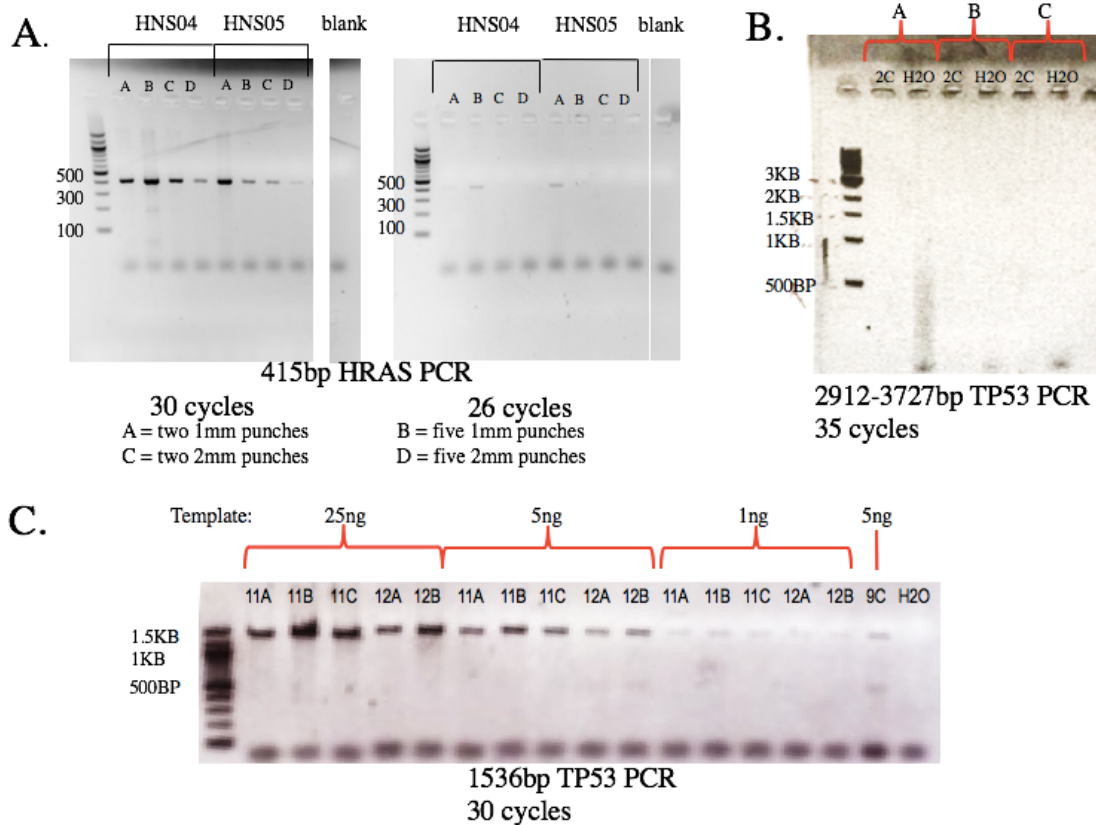 A.
HNS04 HNS05 blank
A B C D A B C D
500
300
100
HNS04 HNS05 blank
A B C D A B C D
500
300
100
415bp HRAS PCR
30 cycles 26 cycles
A = two 1mm punches B = five 1mm punches
C = two 2mm punches D = five 2mm punches
B.
A B C
2C H2O 2C H2O 2C H2O
3KB
2KB
1.5KB
1KB
500BP
2912-3727bp TP53 PCR
35 cycles
C.
Template: 25ng 5ng 1ng 5ng
11A 11B 11C 12A 12B 11A 11B 11C 12A 12B 11A 11B 11C 12A 12B 9C H2O
1.5KB
1KB
500BP
1536bp TP53 PCR
30 cycles